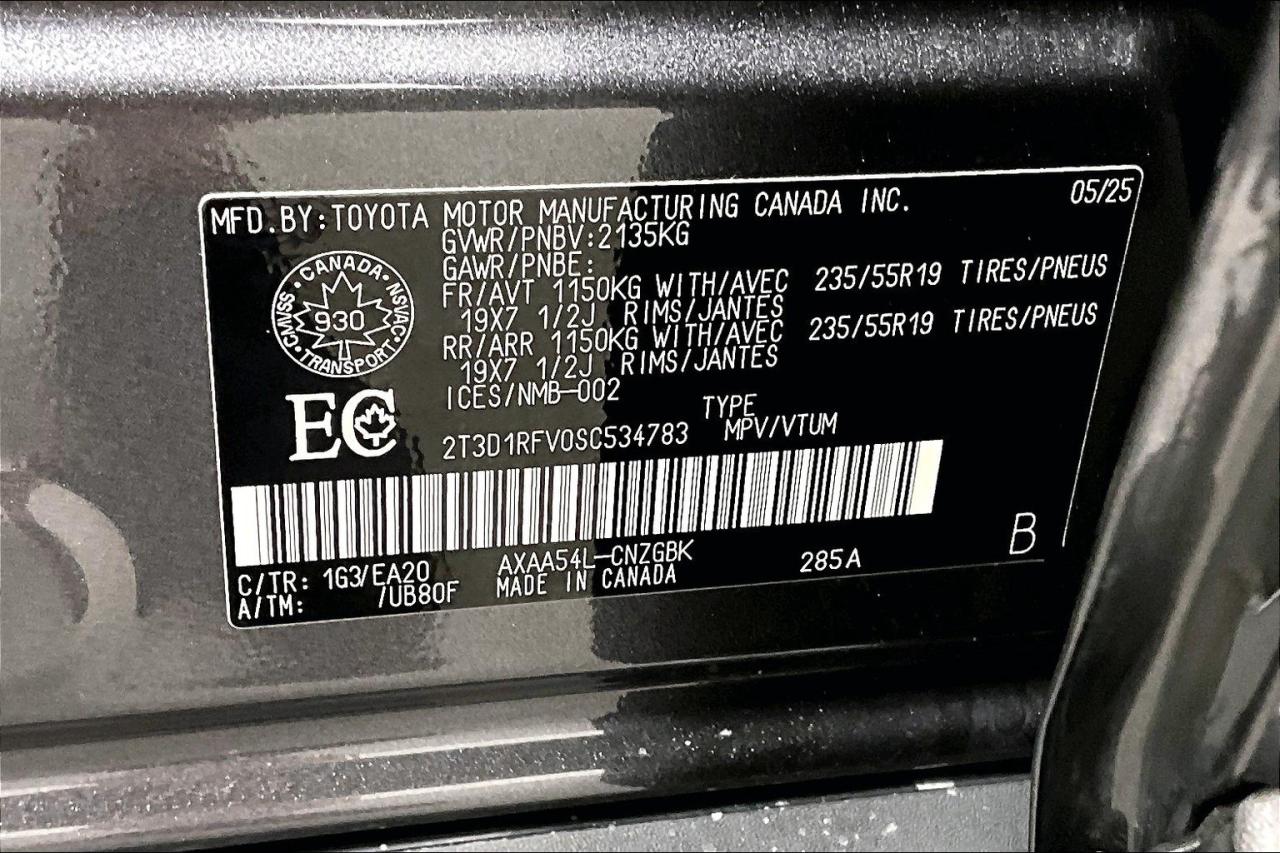 MFD.BY:TOYOTA MOTOR MANUFACTURING CANADA INC. 05/25
GVWR/PNBV:2135KG
GAWR/PNBE:
FR/AVT 1150KG WITH/AVEC 235/55R19 TIRES/PNEUS
19X7 1/2J RIMS/JANTES
RR/ARR 1150KG WITH/AVEC 235/55R19 TIRES/PNEUS
19X7 1/2J RIMS/JANTES
ICES/NMB-002
CANADA
CMVSS
NSVAC
930
TRANSPORT
EC
TYPE
2T3D1RFV0SC534783 MPV/VTUM
B
C/TR: 1G3/EA20 AXAA54L-CNZGBK 285A
A/TM: /UB80F MADE IN CANADA